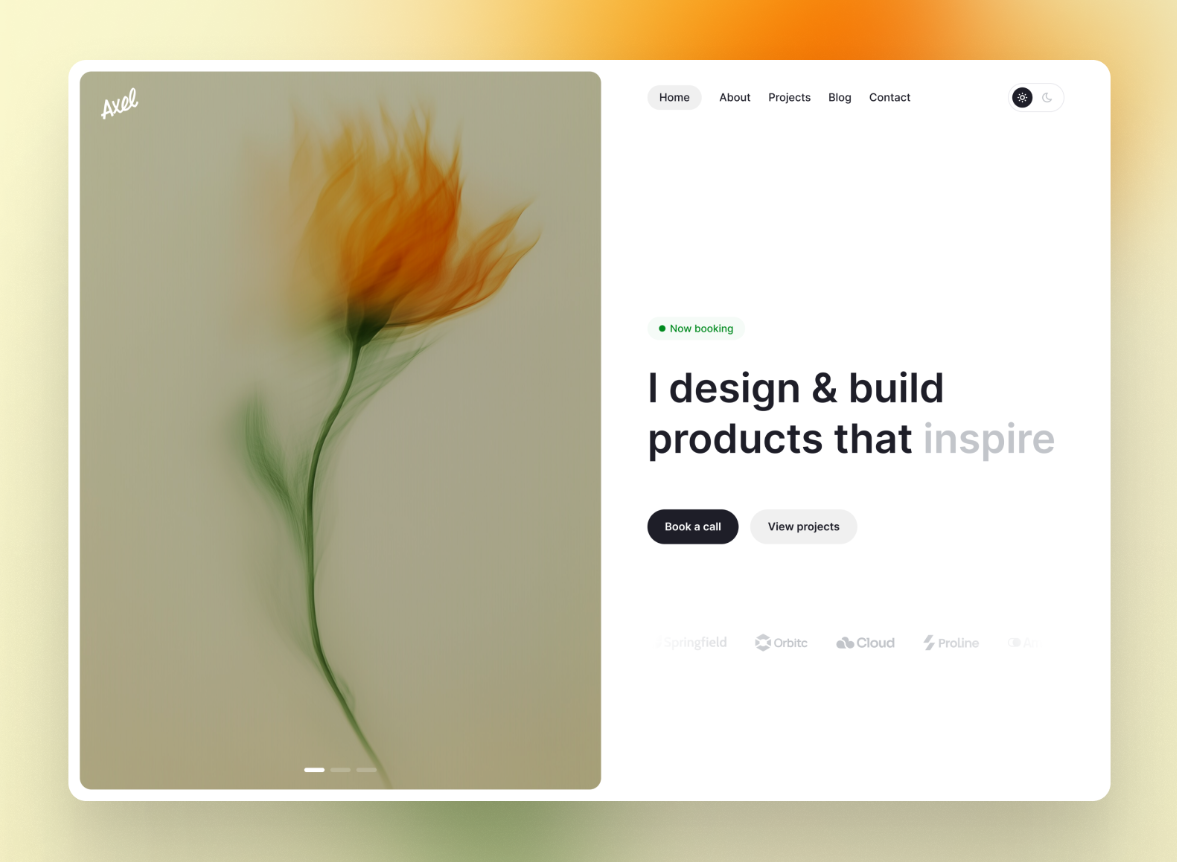 Axel
Home About Projects Blog Contact
Now booking
I design & build
products that inspire
Book a call View projects
Springfield Orbitc Cloud Proline